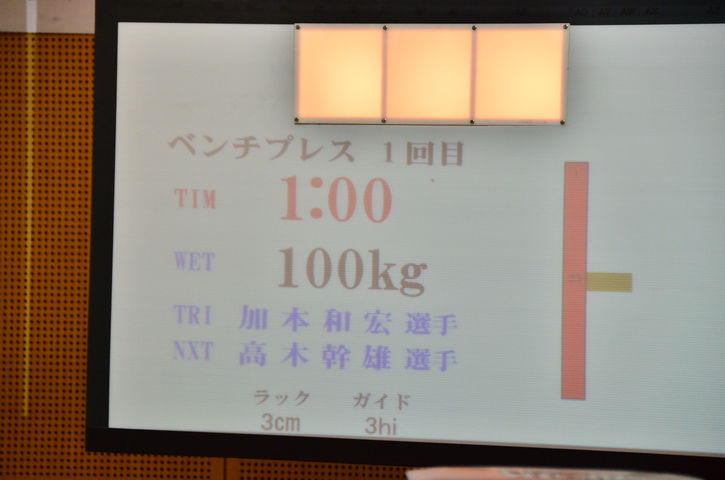 ベンチプレス 1回目
TIM 1:00
WET 100kg
TRI 加本和宏選手
NXT 高木幹雄選手
ラック ガイド
3cm 3hi